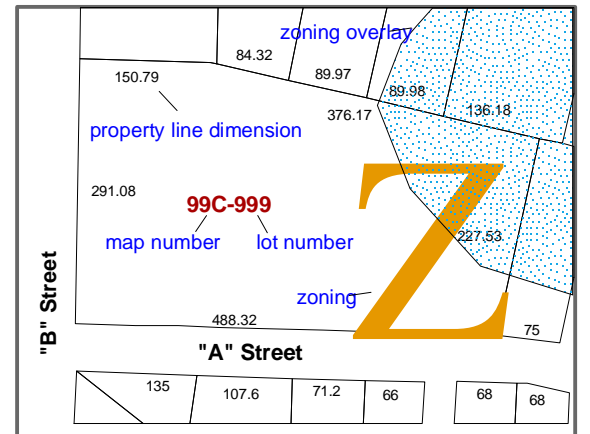 zoning overlay
84.32
150.79
89.97
89.98
136.18
376.17
property line dimension
291.08
99C-999
map number
lot number
Z
227.53
zoning
"B" Street
488.32
75
"A" Street
135
107.6
71.2
66
68
68